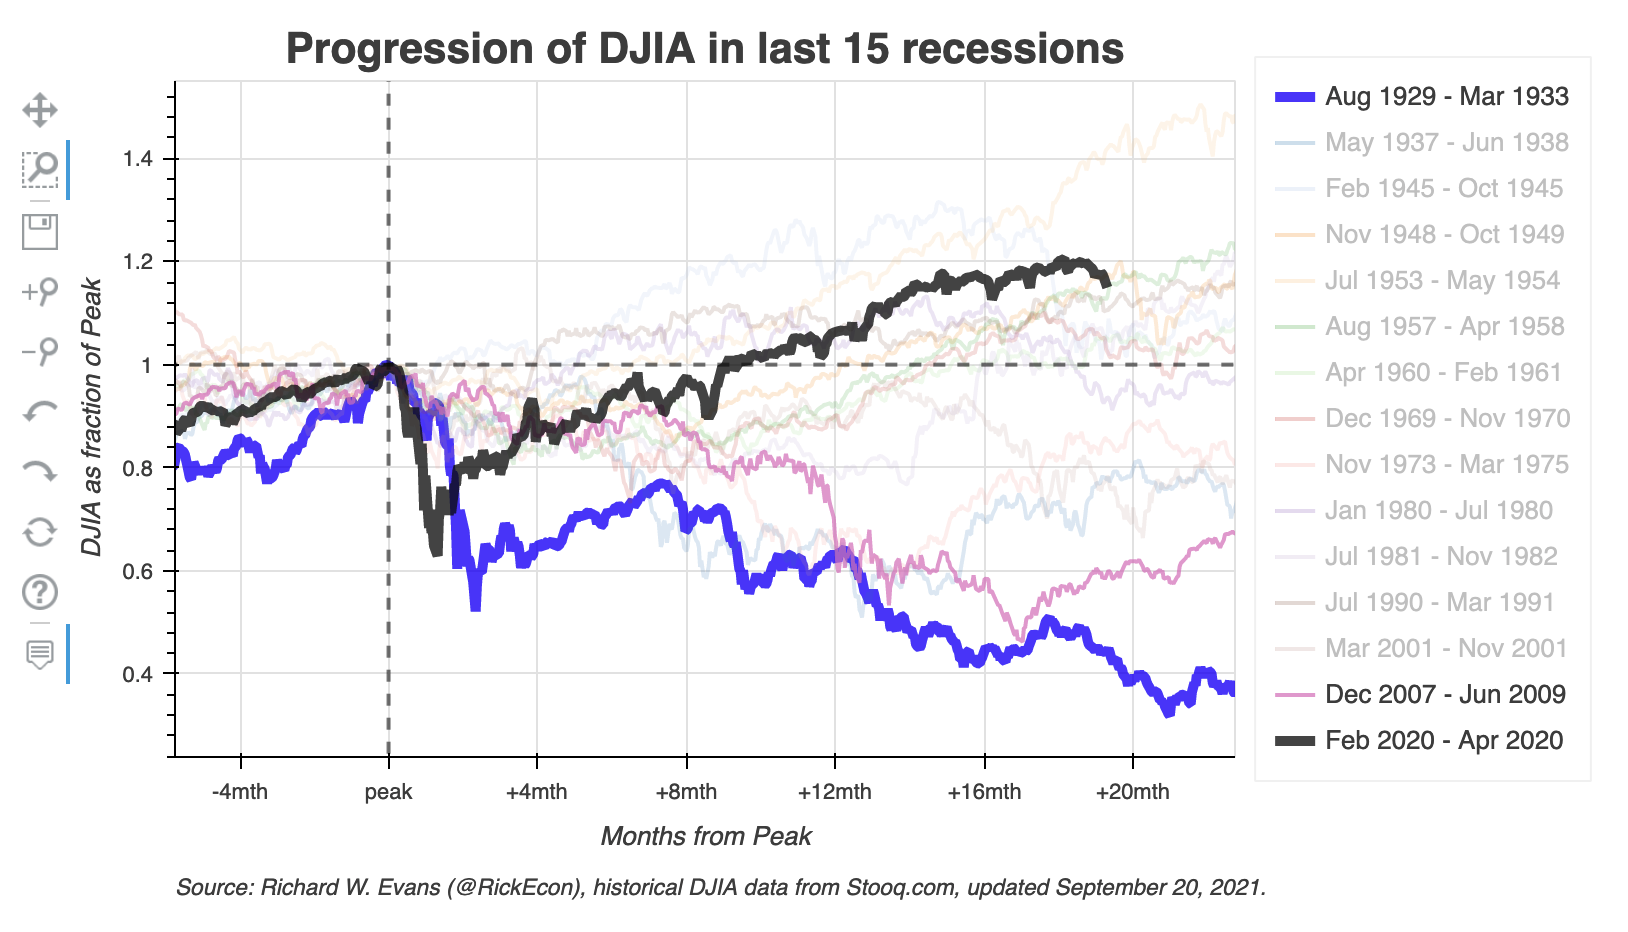 Progression of DJIA in last 15 recessions
1.4
1.2
1
0.8
0.6
0.4
DJIA as fraction of Peak
-4mth
peak
+4mth
+8mth
+12mth
+16mth
+20mth
Months from Peak
Aug 1929 - Mar 1933
May 1937 - Jun 1938
Feb 1945 - Oct 1945
Nov 1948 - Oct 1949
Jul 1953 - May 1954
Aug 1957 - Apr 1958
Apr 1960 - Feb 1961
Dec 1969 - Nov 1970
Nov 1973 - Mar 1975
Jan 1980 - Jul 1980
Jul 1981 - Nov 1982
Jul 1990 - Mar 1991
Mar 2001 - Nov 2001
Dec 2007 - Jun 2009
Feb 2020 - Apr 2020
Source: Richard W. Evans (@RickEcon), historical DJIA data from Stooq.com, updated September 20, 2021.